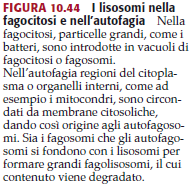 FIGURA 10.44 I lisosomi nella
fagocitosi e nell'autofagia Nella
fagocitosi, particelle grandi, come i
batteri, sono introdotte in vacuoli di
fagocitosi o fagosomi.
Nell'autofagia regioni del citopla-
sma o organelli interni, come ad
esempio i mitocondri, sono circon-
dati da membrane citosoliche,
dando così origine agli autofagoso-
mi. Sia i fagosomi che gli autofago-
somi si fondono con i lisosomi per
formare grandi fagolisosomi, il cui
contenuto viene degradato.